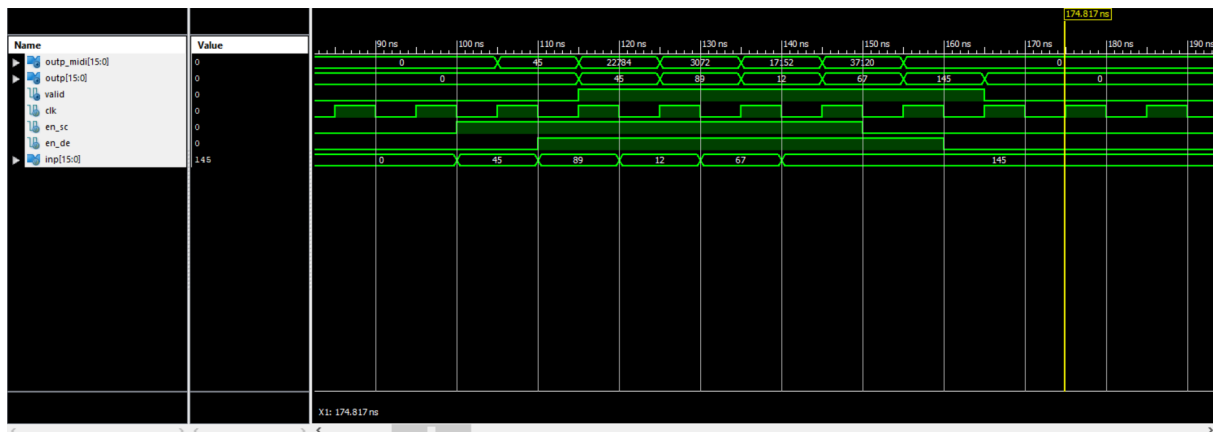 174.817 ns
Name Value
90 ns 100 ns 110 ns 120 ns 130 ns 140 ns 150 ns 160 ns 170 ns 180 ns 190 ns
outp_midi[15:0] 0 0 45 22784 3072 17152 37120 0
outp[15:0] 0 0 45 89 12 67 145 0
valid 0
clk 0
en_sc 0
en_de 0
inp[15:0] 145 0 45 89 12 67 145
X1: 174.817 ns